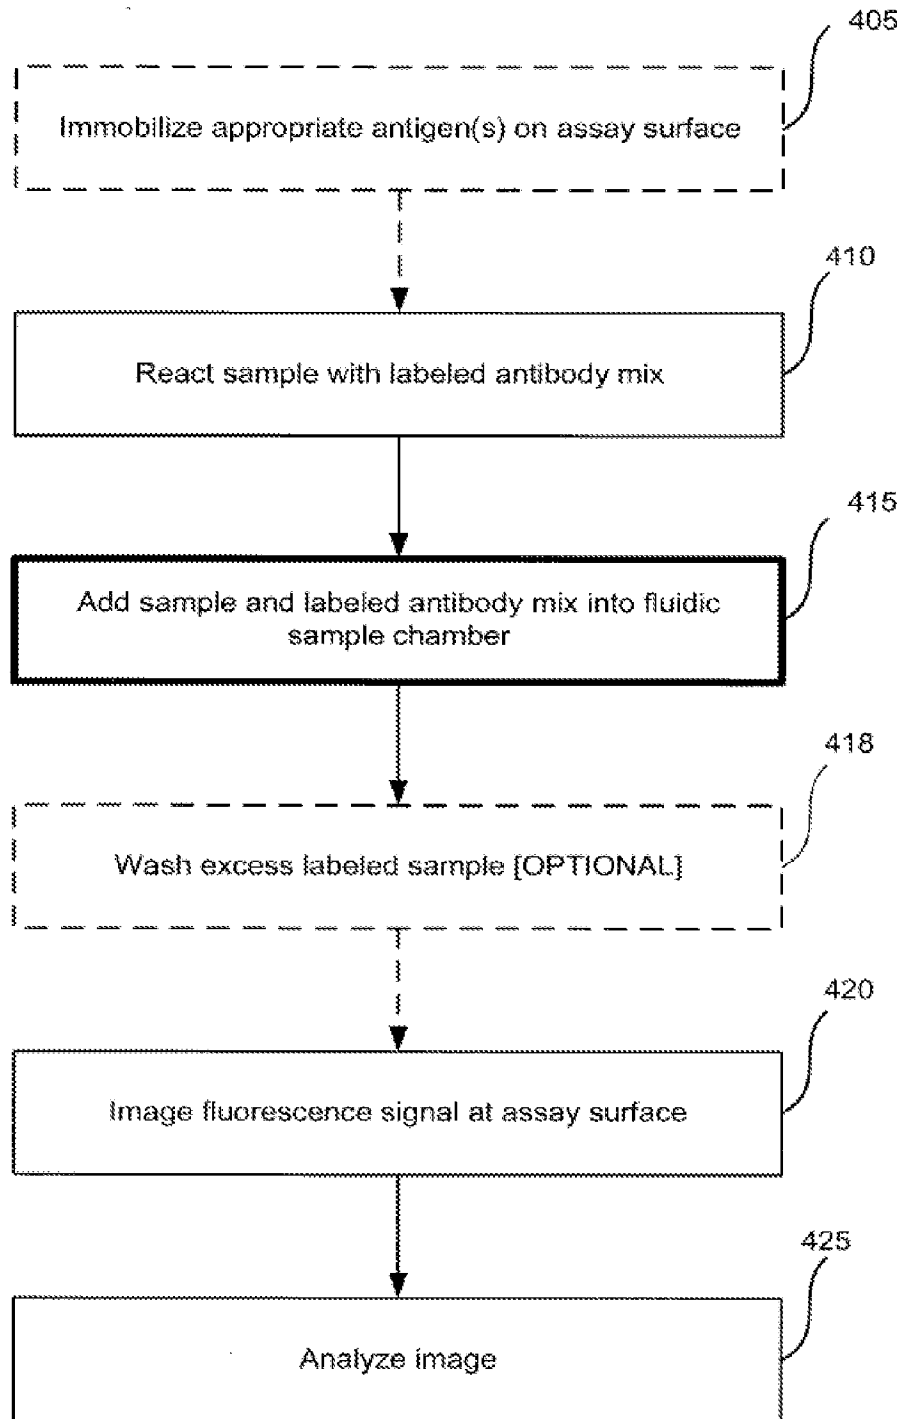 405
Immobilize appropriate antigen(s) on assay surface
410
React sample with labeled antibody mix
415
Add sample and labeled antibody mix into fluidic
sample chamber
418
Wash excess labeled sample [OPTIONAL]
420
Image fluorescence signal at assay surface
425
Analyze image